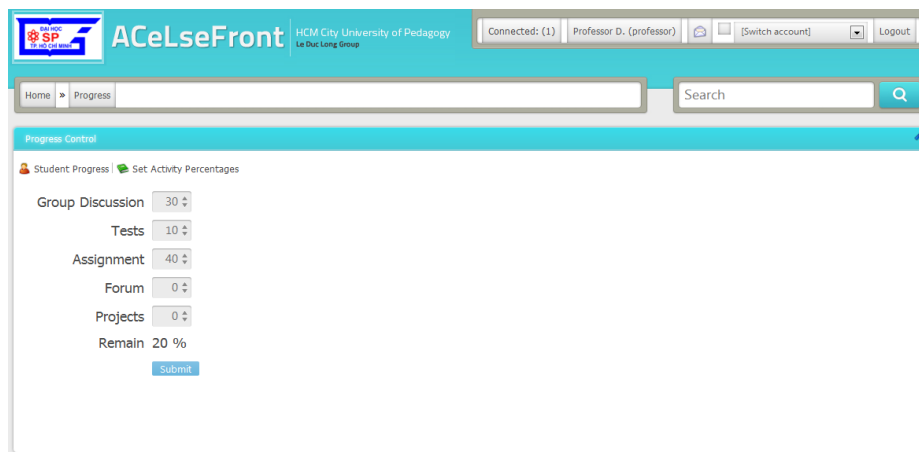 ĐẠI HỌC
SP
TP. HỒ CHÍ MINH
ACeLseFront
HCM City University of Pedagogy
Le Duc Long Group
Connected: (1)
Professor D. (professor)
[Switch account]
Logout
Home » Progress
Search
Progress Control
Student Progress | Set Activity Percentages
Group Discussion 30
Tests 10
Assignment 40
Forum 0
Projects 0
Remain 20 %
Submit